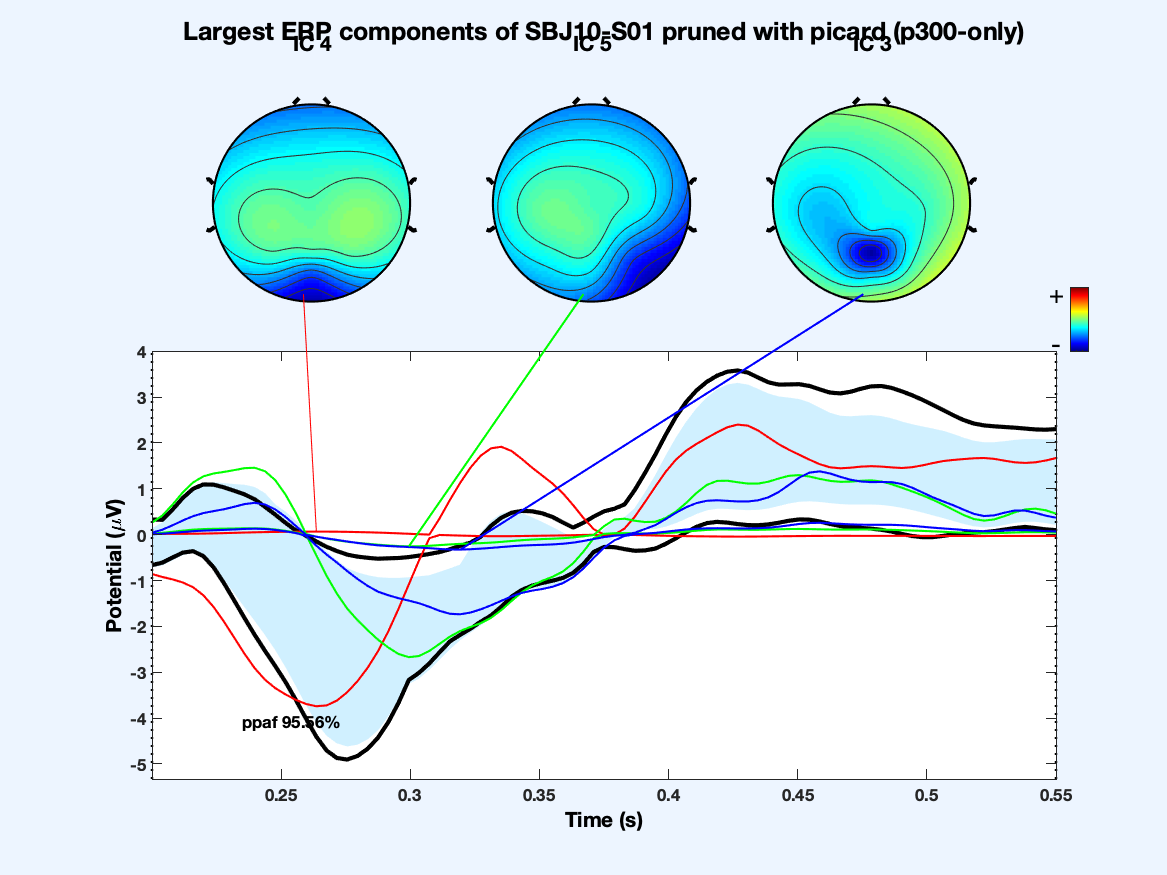 Largest ERP components of SBJ10-S01 pruned with picard (p300-only)
IC 4 IC 5 IC 3
+
-
4
3
2
1
0
-1
-2
-3
-4
-5
Potential (μV)
ppaf 95.56%
0.25 0.3 0.35 0.4 0.45 0.5 0.55
Time (s)